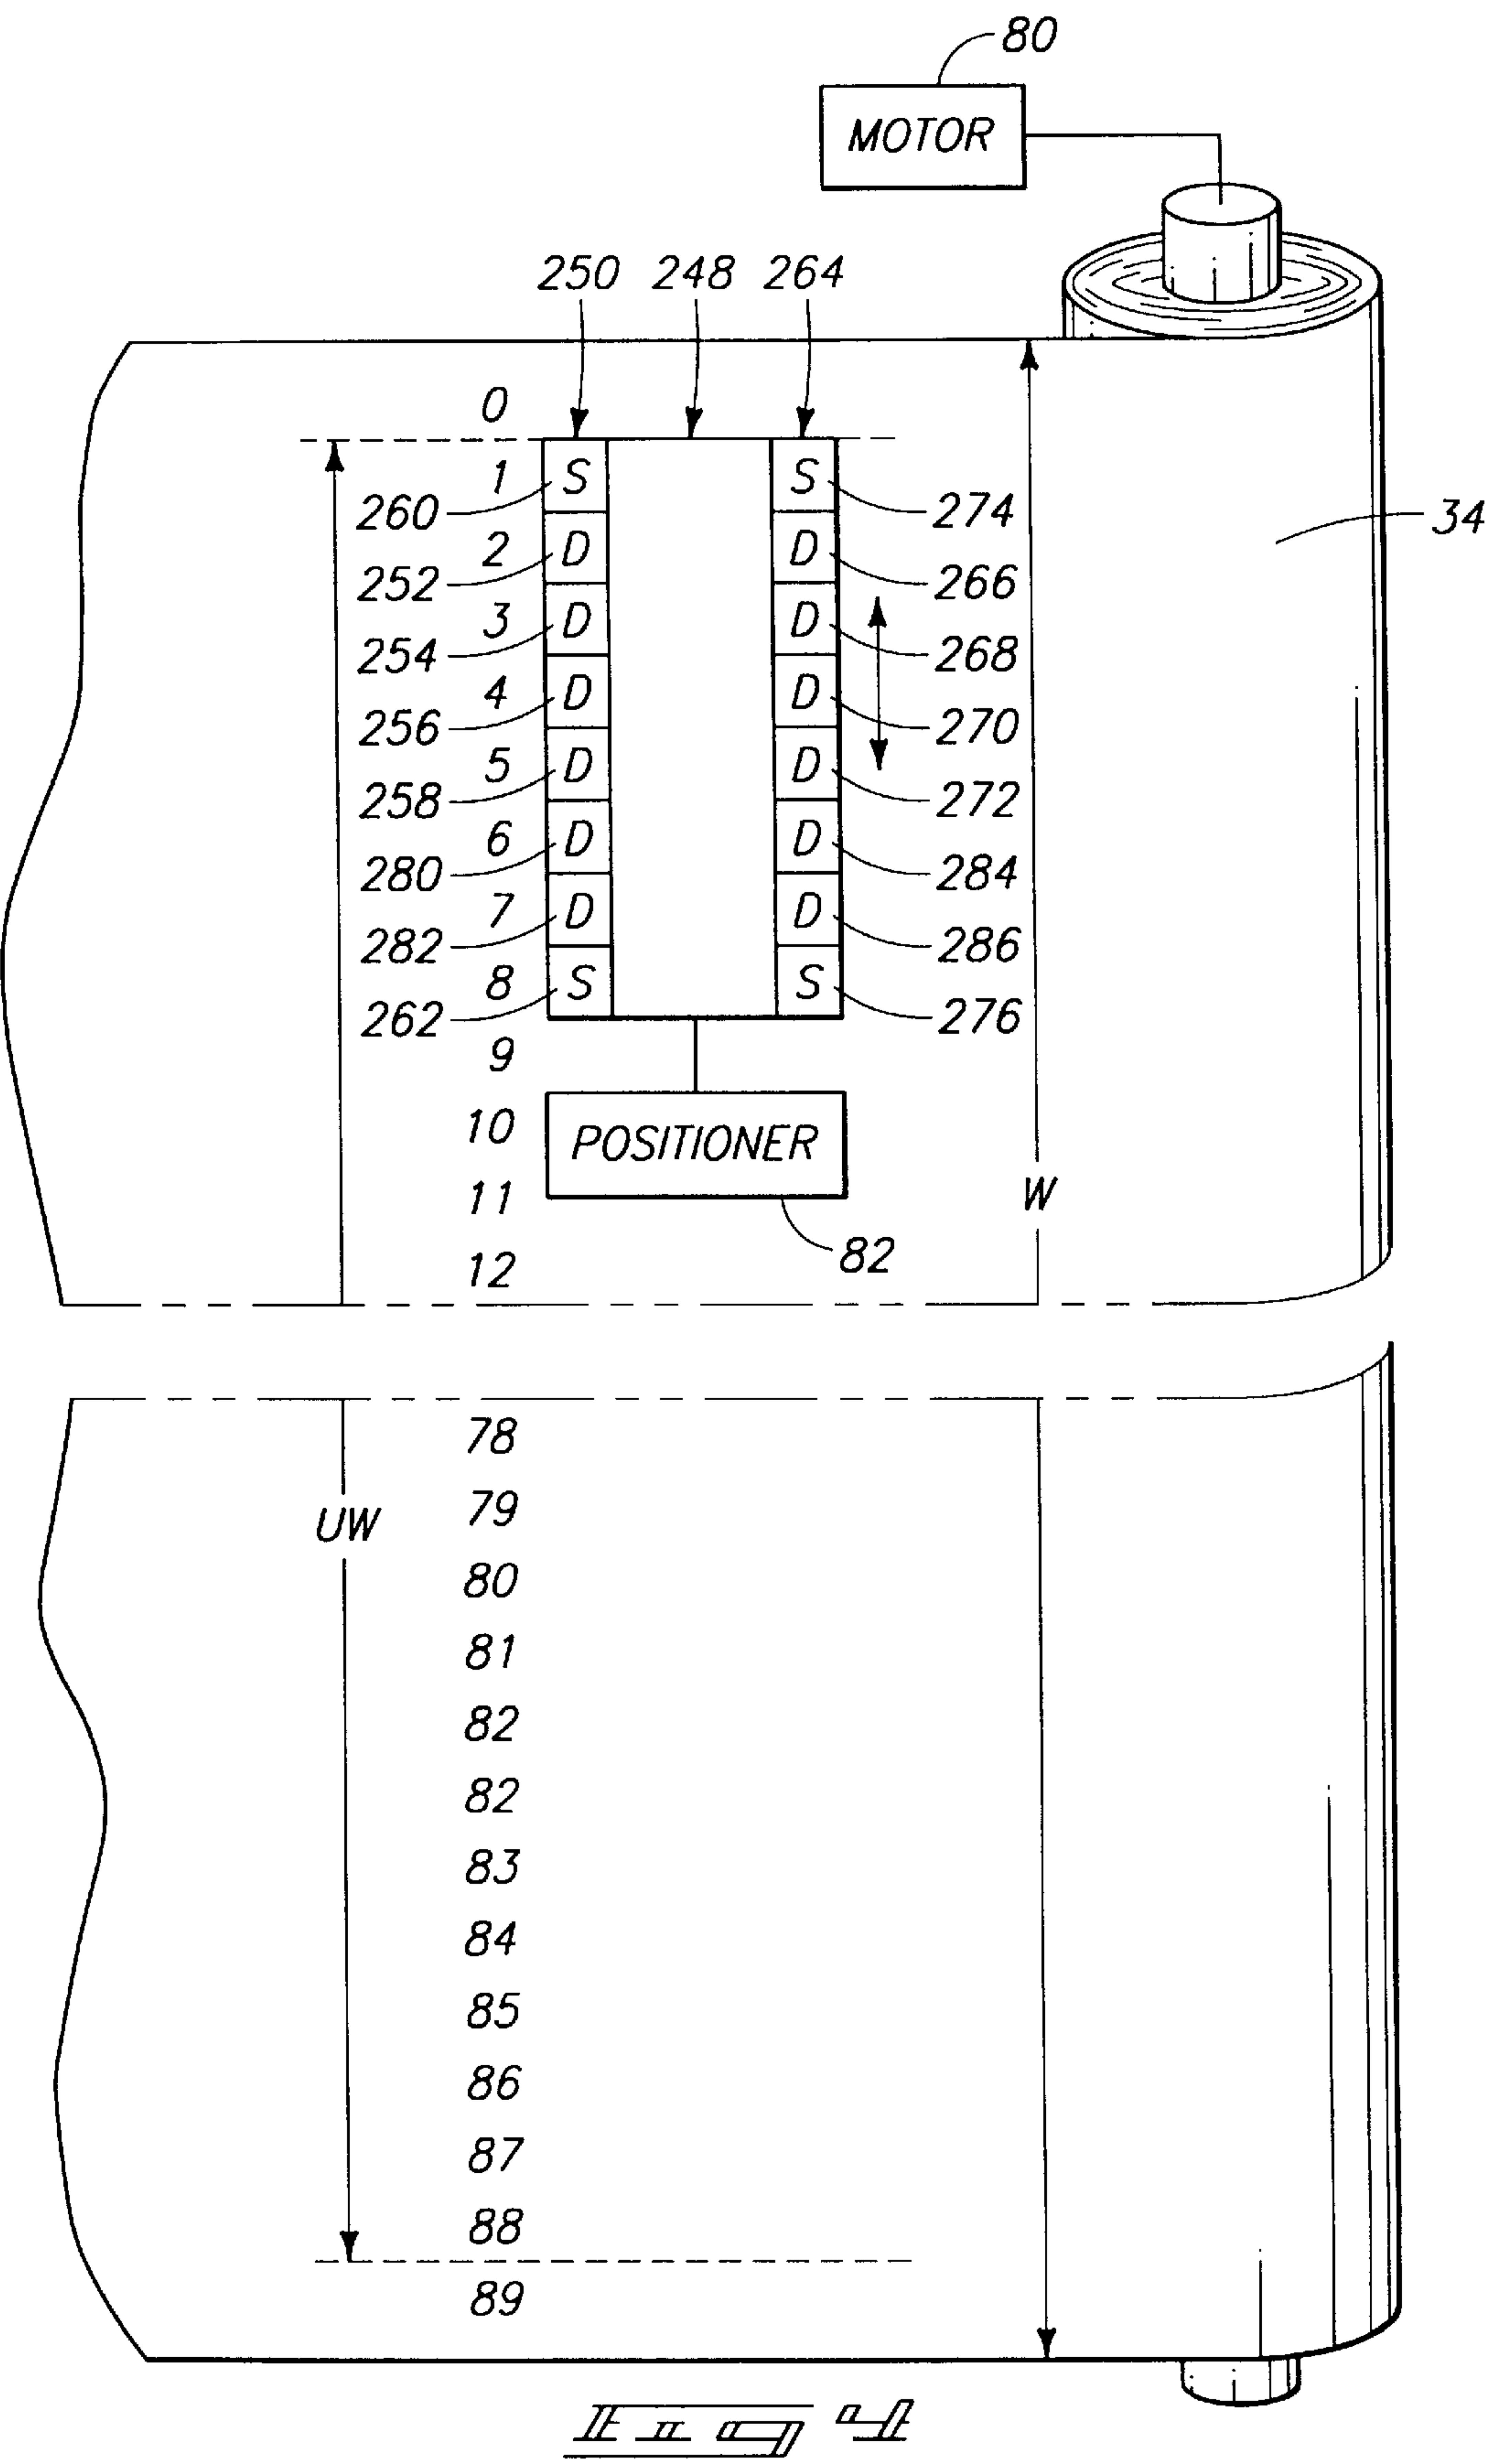 80
MOTOR
250 248 264
0
1 S S
260 274
34
2 D D
252 266
3 D D
254 268
4 D D
256 270
5 D D
258 272
6 D D
280 284
7 D D
282 286
8 S S
262 276
9
10
POSITIONER
11
W
82
12
78
79
UW
80
81
82
82
83
84
85
86
87
88
89
Fig 4